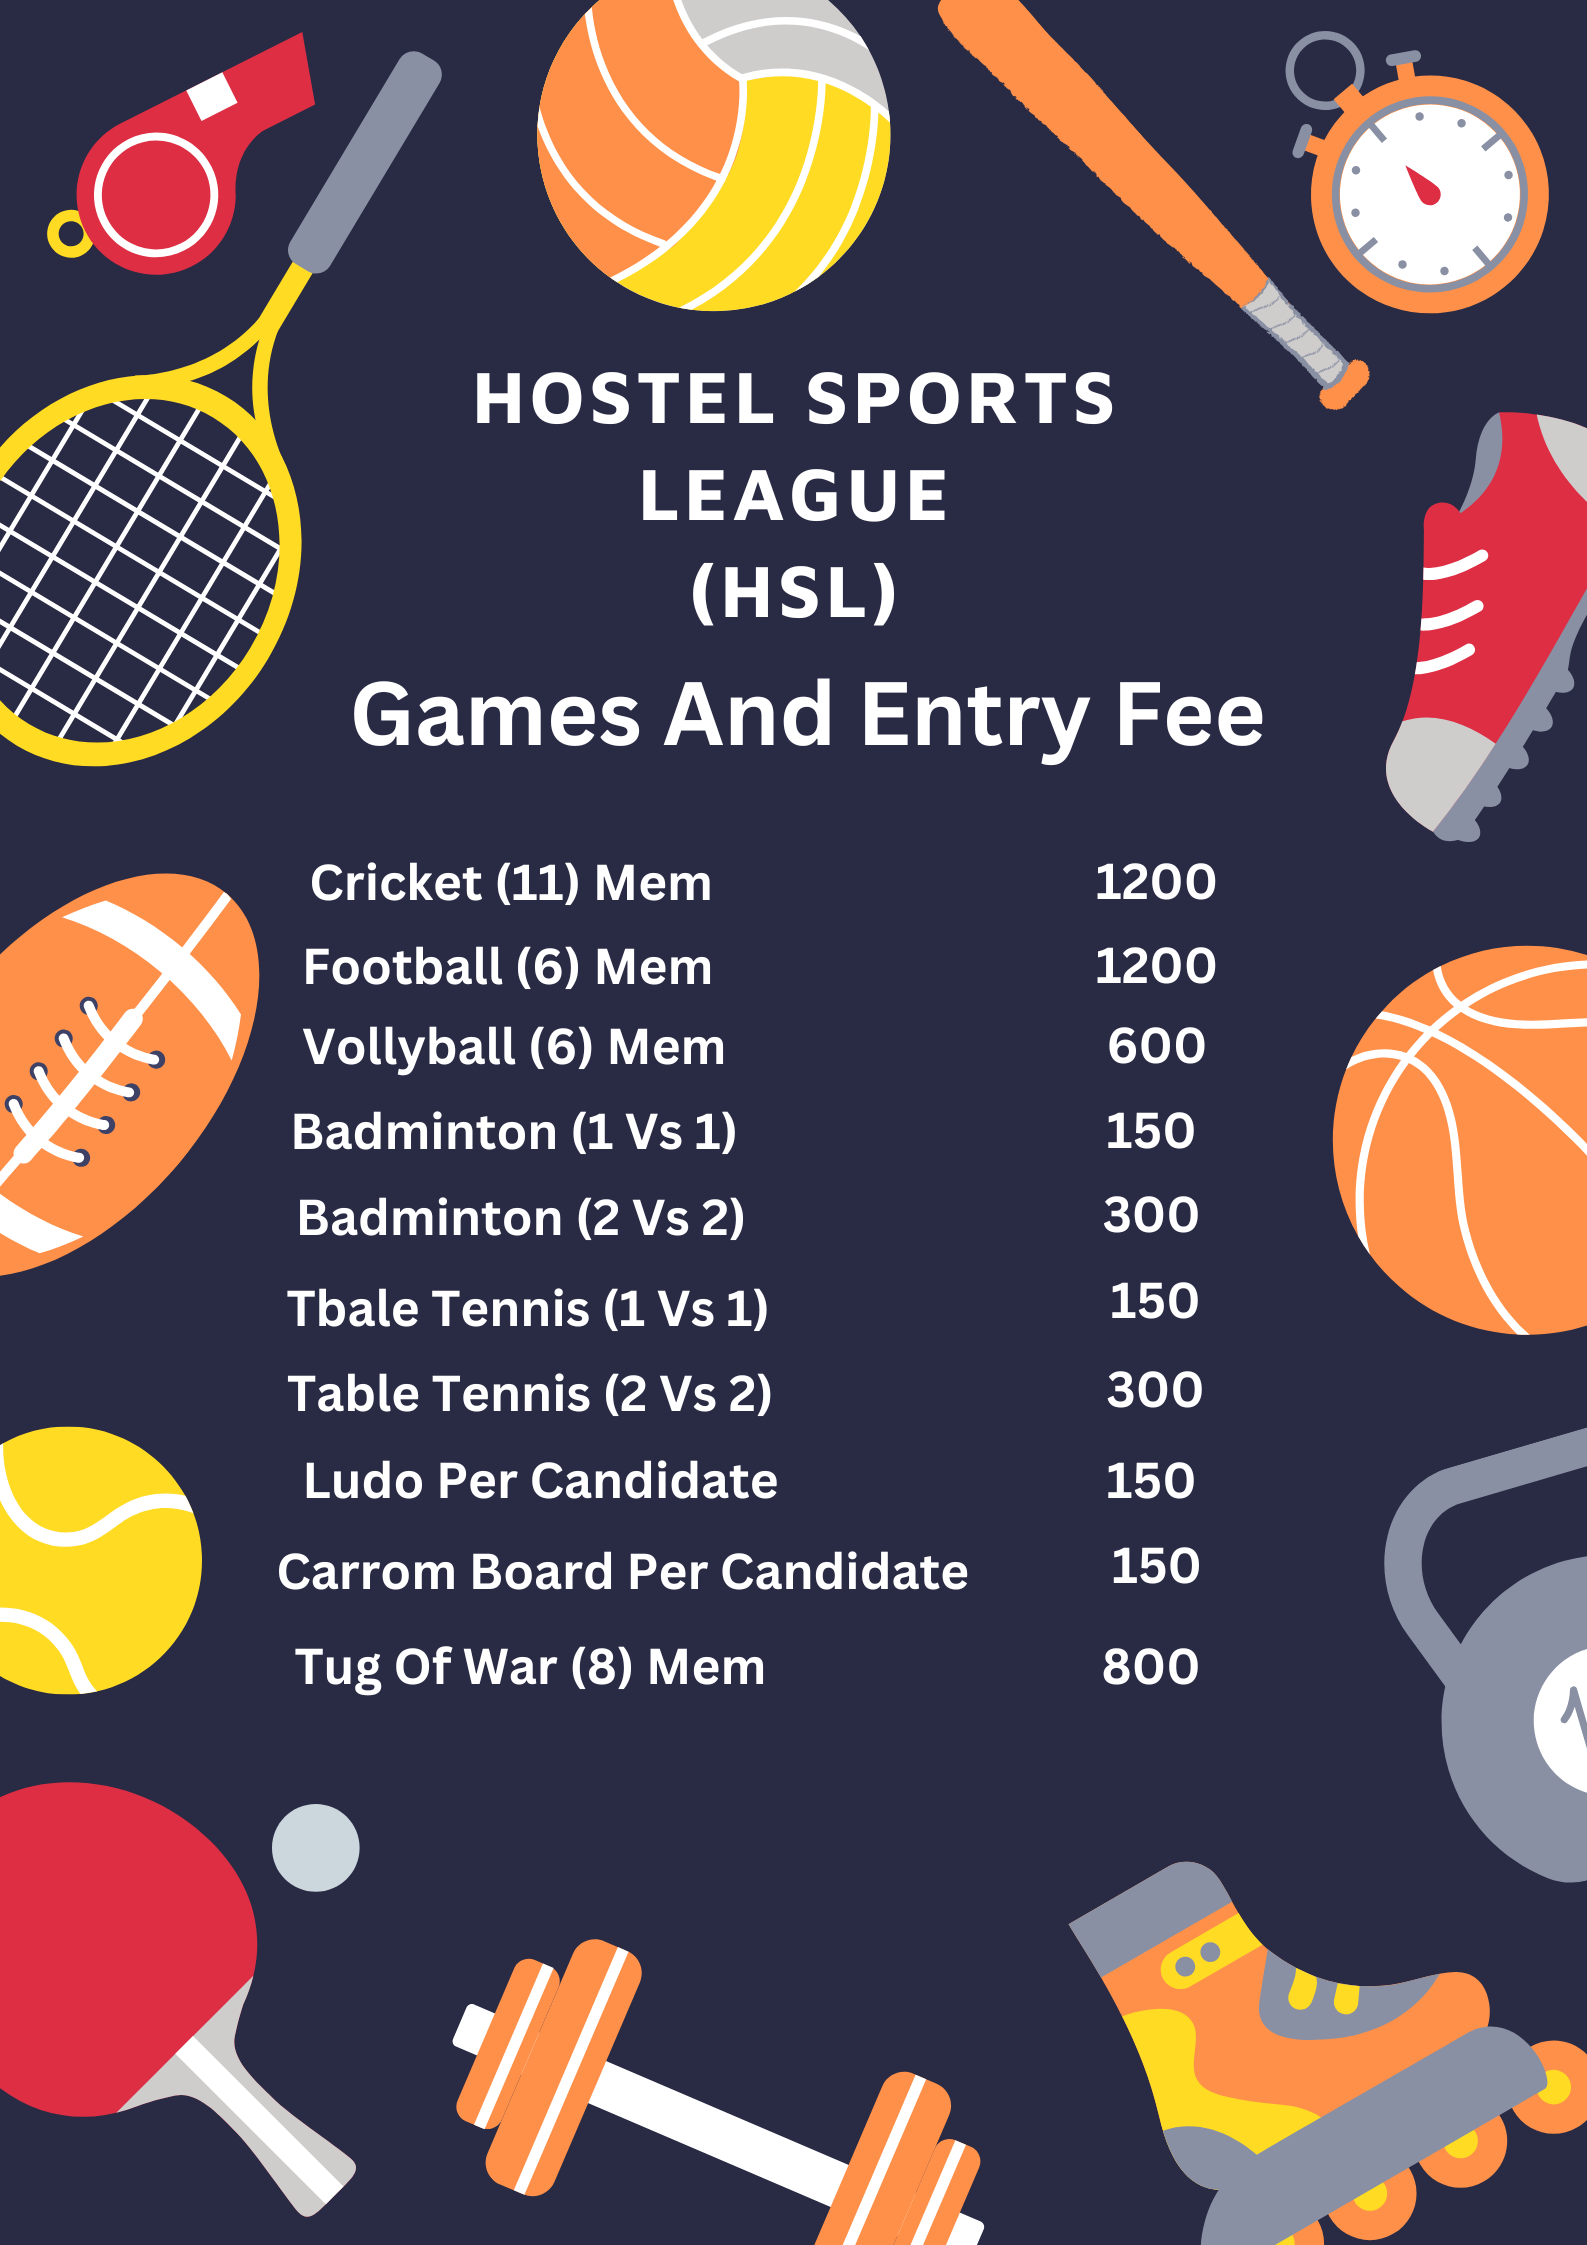 HOSTEL SPORTS
LEAGUE
(HSL)
Games And Entry Fee
Cricket (11) Mem 1200
Football (6) Mem 1200
Vollyball (6) Mem 600
Badminton (1 Vs 1) 150
Badminton (2 Vs 2) 300
Tbale Tennis (1 Vs 1) 150
Table Tennis (2 Vs 2) 300
Ludo Per Candidate 150
Carrom Board Per Candidate 150
Tug Of War (8) Mem 800